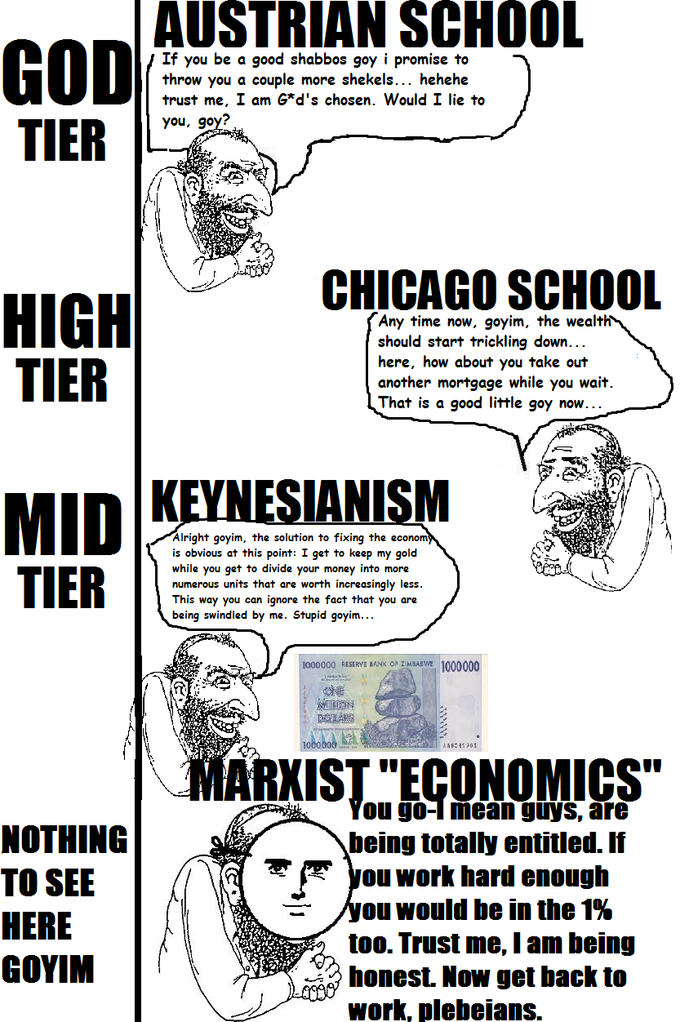 GOD
TIER
AUSTRIAN SCHOOL
If you be a good shabbos goy i promise to
throw you a couple more shekels... hehehe
trust me, I am G*d's chosen. Would I lie to
you, goy?
HIGH
TIER
CHICAGO SCHOOL
Any time now, goyim, the wealth
should start trickling down...
here, how about you take out
another mortgage while you wait.
That is a good little goy now...
MID
TIER
KEYNESIANISM
Alright goyim, the solution to fixing the economy
is obvious at this point: I get to keep my gold
while you get to divide your money into more
numerous units that are worth increasingly less.
This way you can ignore the fact that you are
being swindled by me. Stupid goyim...
1000000 RESERVE BANK OF ZIMBABWE 1000000
ONE
MILLION
DOLLARS
1000000
NOTHING
TO SEE
HERE
GOYIM
MARXIST "ECONOMICS"
You go-I mean guys, are
being totally entitled. If
you work hard enough
you would be in the 1%
too. Trust me, I am being
honest. Now get back to
work, plebeians.